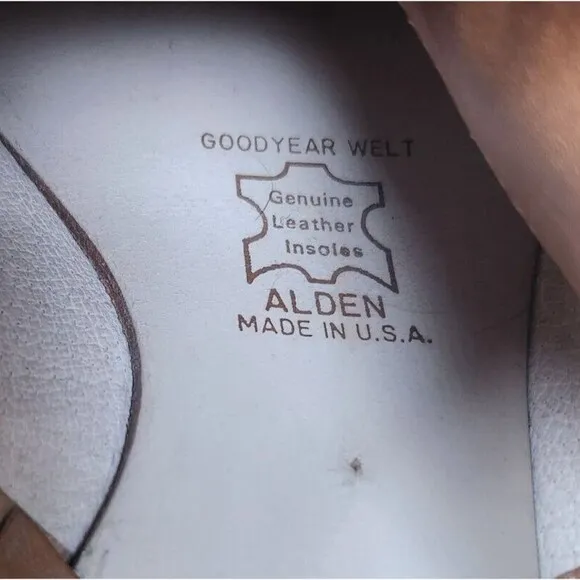 GOODYEAR WELT
Genuine
Leather
Insoles
ALDEN
MADE IN U.S.A.